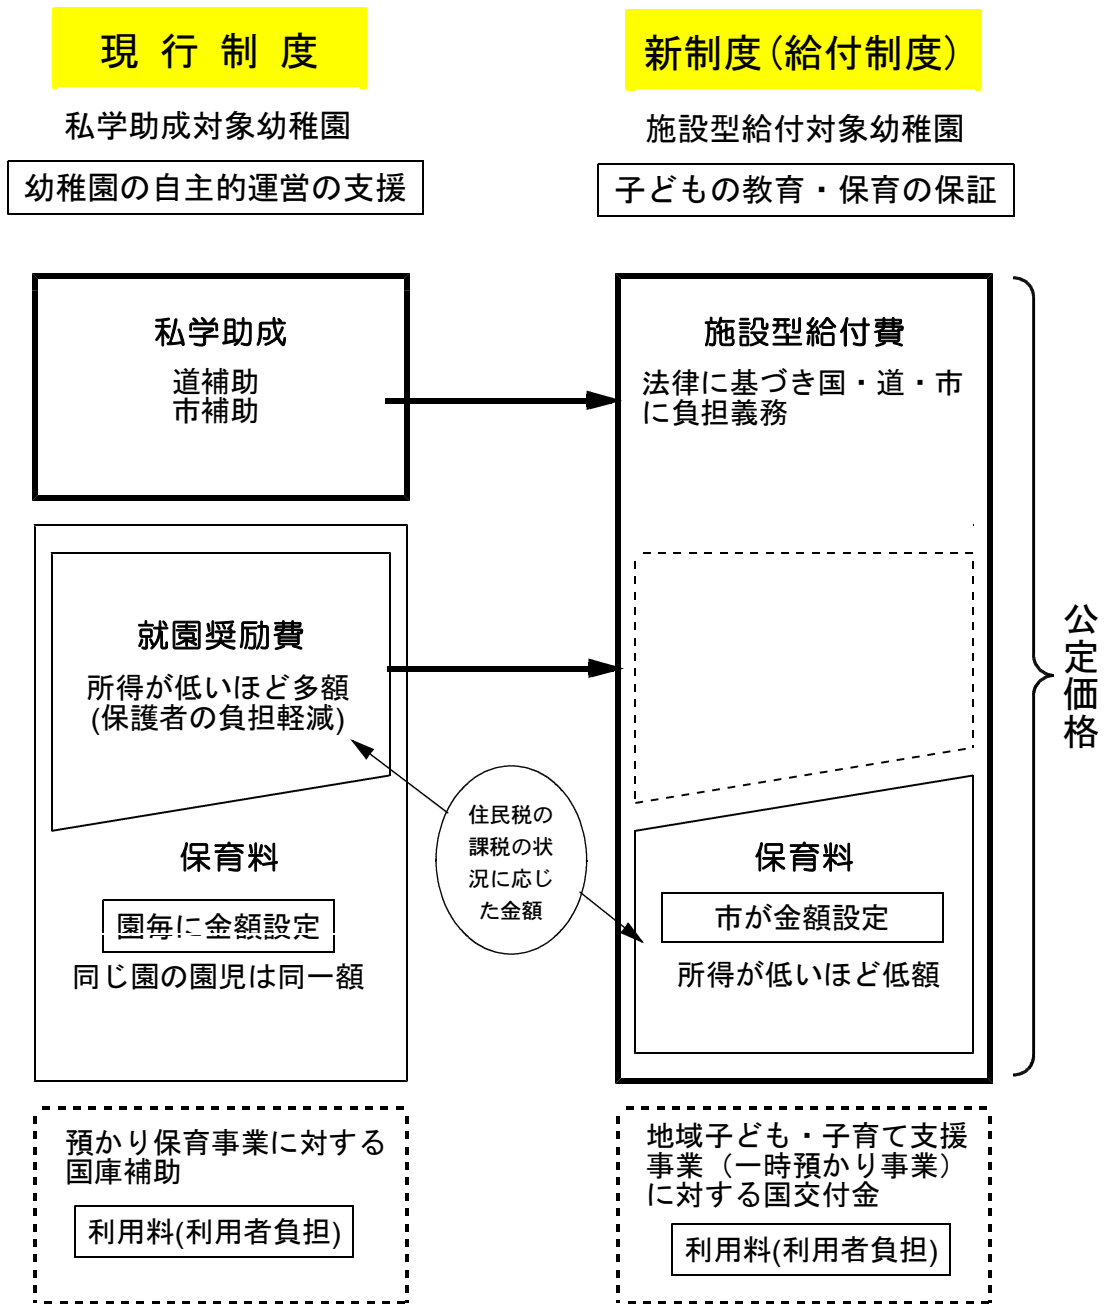 現行制度
私学助成対象幼稚園
幼稚園の自主的運営の支援
私学助成
道補助
市補助
就園奨励費
所得が低いほど多額
(保護者の負担軽減)
保育料
園毎に金額設定
同じ園の園児は同一額
預かり保育事業に対する
国庫補助
利用料(利用者負担)
住民税の
課税の状
況に応じ
た金額
新制度(給付制度)
施設型給付対象幼稚園
子どもの教育・保育の保証
施設型給付費
法律に基づき国・道・市
に負担義務
保育料
市が金額設定
所得が低いほど低額
地域子ども・子育て支援
事業（一時預かり事業）
に対する国交付金
利用料(利用者負担)
公定価格